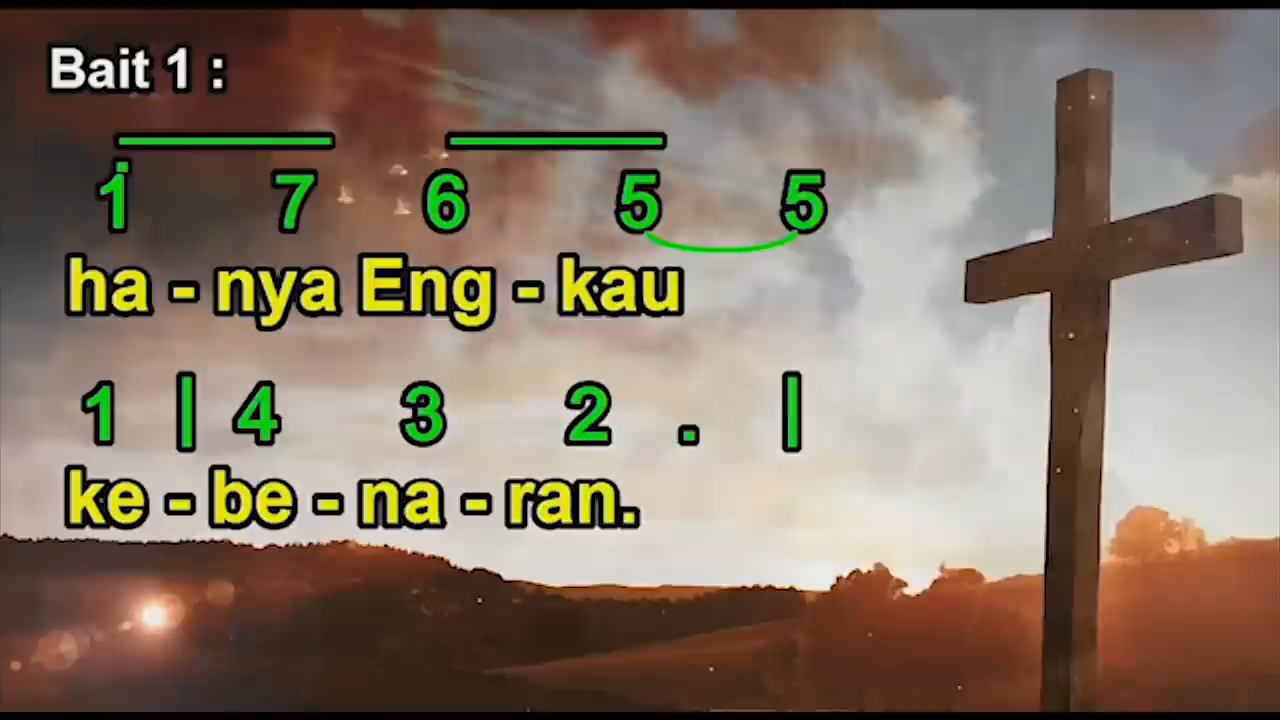 Bait 1 :
1̇ 7 6 5 5
ha - nya Eng - kau
1 | 4 3 2 . |
ke - be - na - ran.